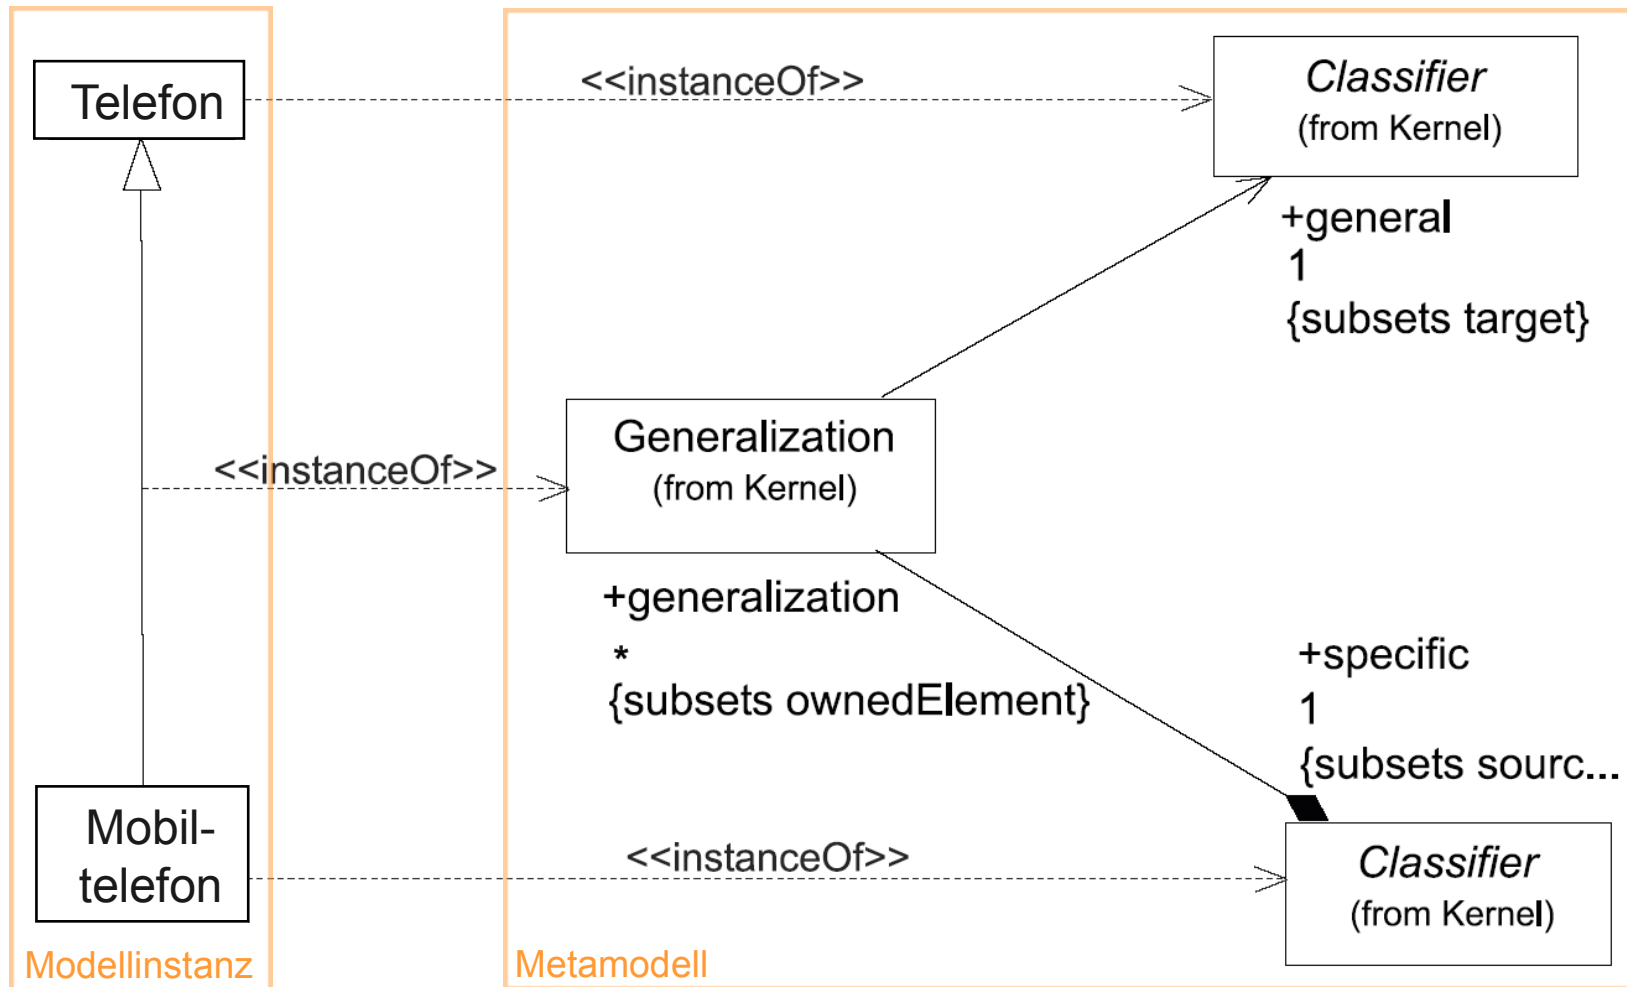 Telefon
<<instanceOf>>
Classifier
(from Kernel)
+general
1
{subsets target}
<<instanceOf>>
Generalization
(from Kernel)
+generalization
*
{subsets ownedElement}
+specific
1
{subsets sourc...
Mobil-
telefon
<<instanceOf>>
Classifier
(from Kernel)
Modellinstanz
Metamodell